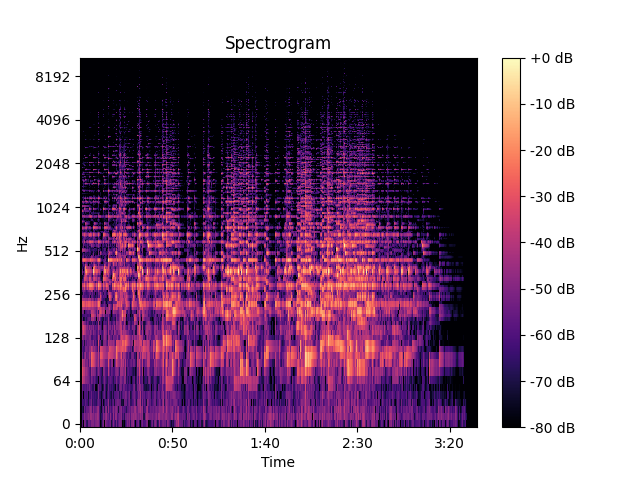 Spectrogram
8192
4096
2048
1024
512
256
128
64
0
Hz
0:00 0:50 1:40 2:30 3:20
Time
+0 dB
-10 dB
-20 dB
-30 dB
-40 dB
-50 dB
-60 dB
-70 dB
-80 dB